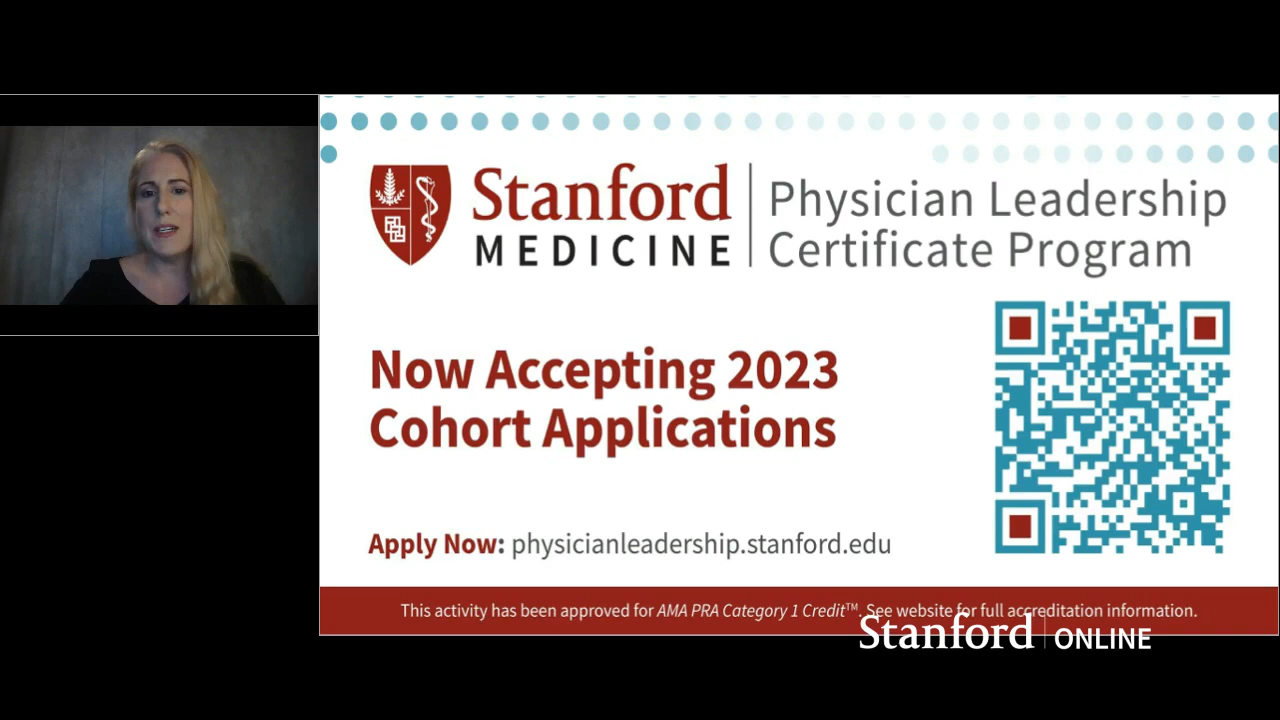 Stanford
MEDICINE
Physician Leadership
Certificate Program
Now Accepting 2023
Cohort Applications
Apply Now: physicianleadership.stanford.edu
This activity has been approved for AMA PRA Category 1 Credit™. See website for full accreditation information.
Stanford ONLINE